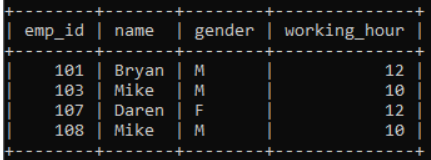 +--------+-------+--------+--------------+
| emp_id | name  | gender | working_hour |
+--------+-------+--------+--------------+
|    101 | Bryan | M      |           12 |
|    103 | Mike  | M      |           10 |
|    107 | Daren | F      |           12 |
|    108 | Mike  | M      |           10 |
+--------+-------+--------+--------------+